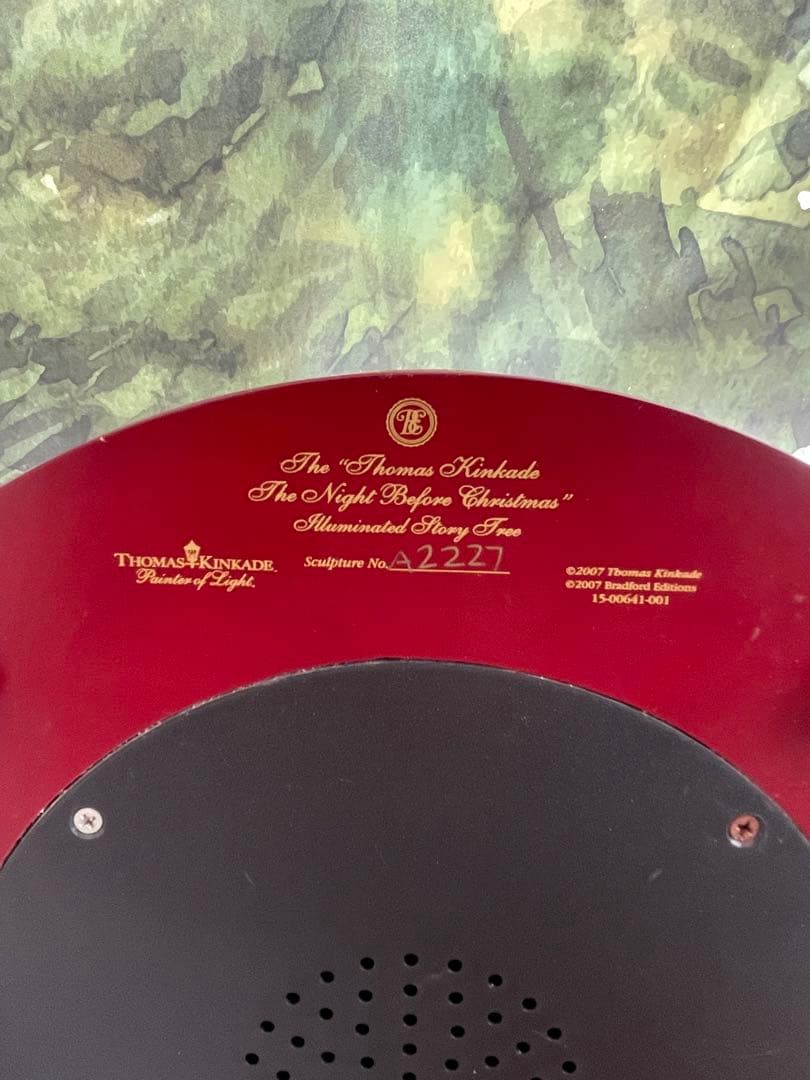 BE
The “Thomas Kinkade
The Night Before Christmas”
Illuminated Story Tree
THOMAS KINKADE
Painter of Light™
Sculpture No. A2227
©2007 Thomas Kinkade
©2007 Bradford Editions
15-00641-001